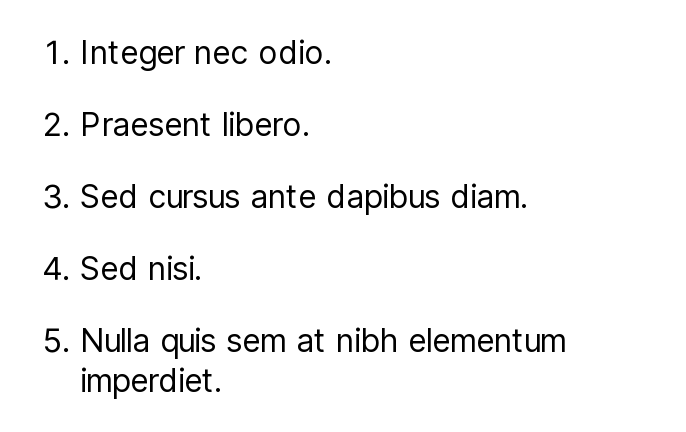 1. Integer nec odio.
2. Praesent libero.
3. Sed cursus ante dapibus diam.
4. Sed nisi.
5. Nulla quis sem at nibh elementum
imperdiet.